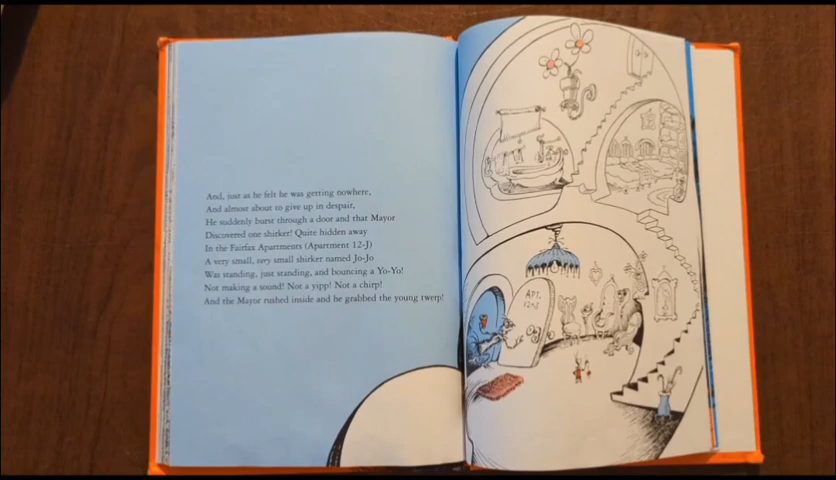 And, just as he felt he was getting nowhere,
And almost about to give up in despair,
He suddenly burst through a door and that Mayor
Discovered one shirker! Quite hidden away
In the Fairfax Apartments (Apartment 12-J)
A very small, very small shirker named Jo-Jo
Was standing, just standing, and bouncing a Yo-Yo!
Not making a sound! Not a yipp! Not a chirp!
And the Mayor rushed inside and he grabbed the young twerp!
APT.
12-J